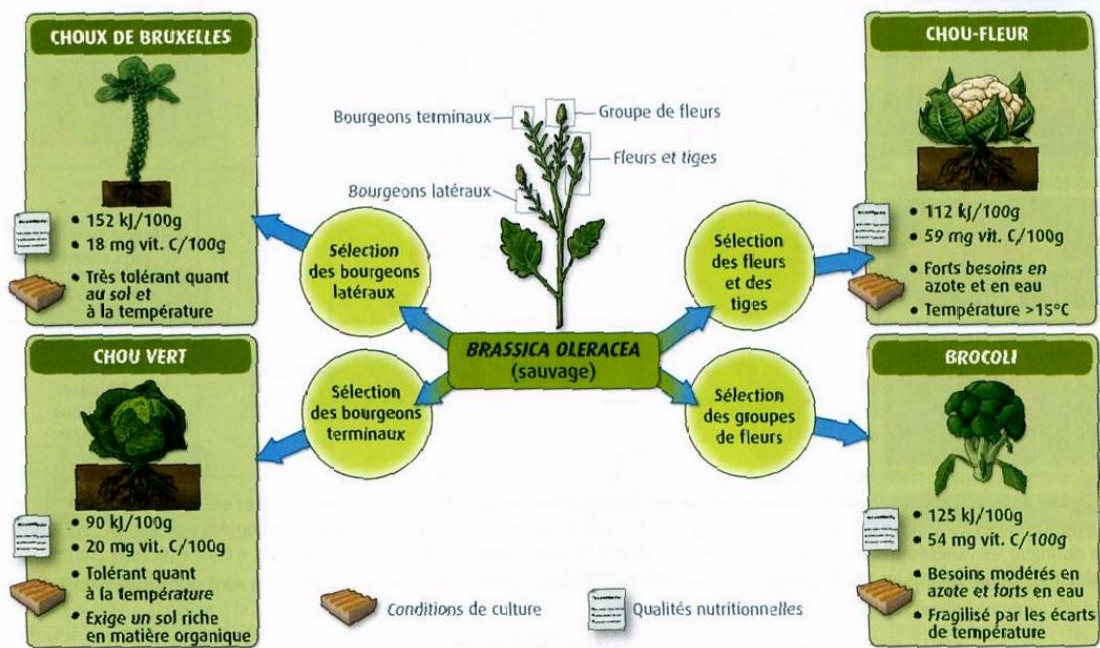 CHOUX DE BRUXELLES
• 152 kJ/100g
• 18 mg vit. C/100g
• Très tolérant quant
au sol et
à la température
CHOU VERT
• 90 kJ/100g
• 20 mg vit. C/100g
• Tolérant quant
à la température
• Exige un sol riche
en matière organique
Bourgeons terminaux
Groupe de fleurs
Fleurs et tiges
Bourgeons latéraux
Sélection
des bourgeons
latéraux
Sélection
des fleurs
et des
tiges
BRASSICA OLERACEA
(sauvage)
Sélection
des bourgeons
terminaux
Sélection
des groupes
de fleurs
Conditions de culture
Qualités nutritionnelles
CHOU-FLEUR
• 112 kJ/100g
• 59 mg vit. C/100g
• Forts besoins en
azote et en eau
• Température >15°C
BROCOLI
• 125 kJ/100g
• 54 mg vit. C/100g
• Besoins modérés en
azote et forts en eau
• Fragilisé par les écarts
de température